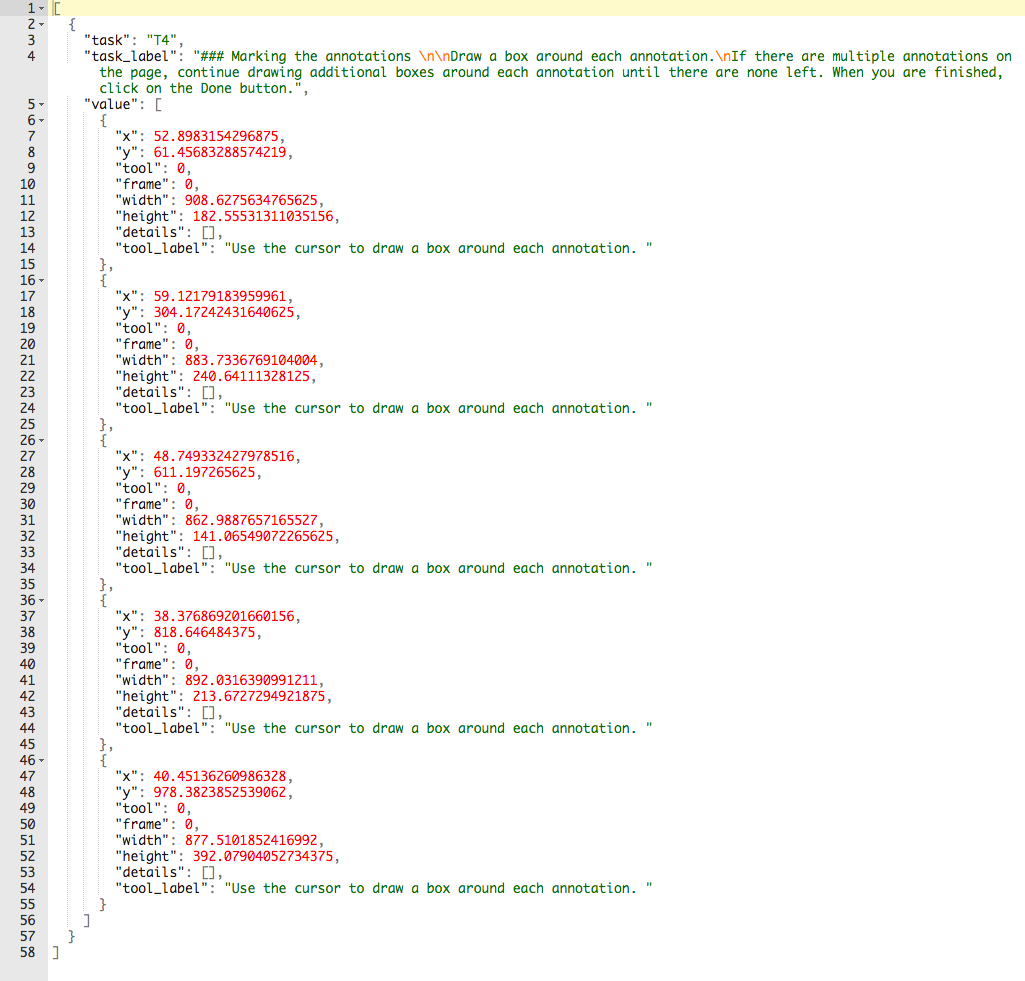 1 [
2 {
3 "task": "T4",
4 "task_label": "### Marking the annotations \n\nDraw a box around each annotation.\nIf there are multiple annotations on
the page, continue drawing additional boxes around each annotation until there are none left. When you are finished,
click on the Done button.",
5 "value": [
6 {
7 "x": 52.8983154296875,
8 "y": 61.45683288574219,
9 "tool": 0,
10 "frame": 0,
11 "width": 908.6275634765625,
12 "height": 182.55531311035156,
13 "details": [],
14 "tool_label": "Use the cursor to draw a box around each annotation. "
15 },
16 {
17 "x": 59.12179183959961,
18 "y": 304.17242431640625,
19 "tool": 0,
20 "frame": 0,
21 "width": 883.7336769104004,
22 "height": 240.64111328125,
23 "details": [],
24 "tool_label": "Use the cursor to draw a box around each annotation. "
25 },
26 {
27 "x": 48.749332427978516,
28 "y": 611.197265625,
29 "tool": 0,
30 "frame": 0,
31 "width": 862.9887657165527,
32 "height": 141.06549072265625,
33 "details": [],
34 "tool_label": "Use the cursor to draw a box around each annotation. "
35 },
36 {
37 "x": 38.376869201660156,
38 "y": 818.646484375,
39 "tool": 0,
40 "frame": 0,
41 "width": 892.0316390991211,
42 "height": 213.6727294921875,
43 "details": [],
44 "tool_label": "Use the cursor to draw a box around each annotation. "
45 },
46 {
47 "x": 40.45136260986328,
48 "y": 978.3823852539062,
49 "tool": 0,
50 "frame": 0,
51 "width": 877.5101852416992,
52 "height": 392.07904052734375,
53 "details": [],
54 "tool_label": "Use the cursor to draw a box around each annotation. "
55 }
56 ]
57 }
58 ]